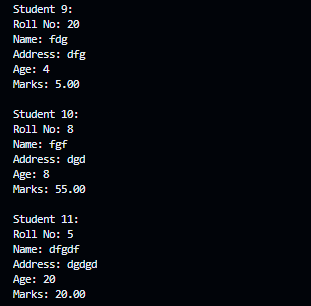 Student 9:
Roll No: 20
Name: fdg
Address: dfg
Age: 4
Marks: 5.00
Student 10:
Roll No: 8
Name: fgf
Address: dgd
Age: 8
Marks: 55.00
Student 11:
Roll No: 5
Name: dfgdf
Address: dgdgd
Age: 20
Marks: 20.00